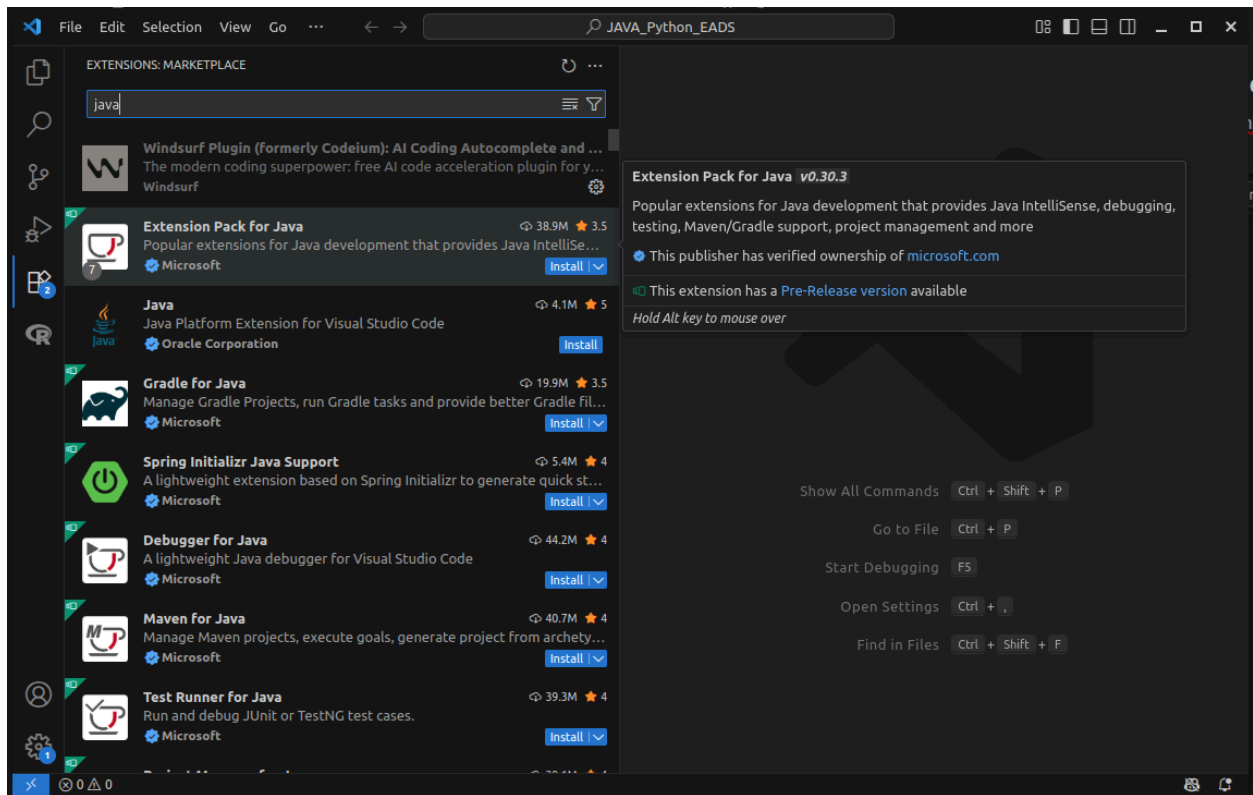 File Edit Selection View Go ··· JAVA_Python_EADS
EXTENSIONS: MARKETPLACE
java
Windsurf Plugin (formerly Codeium): AI Coding Autocomplete and ...
The modern coding superpower: free AI code acceleration plugin for y...
Windsurf
Extension Pack for Java 38.9M 3.5
Popular extensions for Java development that provides Java IntelliSe...
7
Microsoft Install
Java 4.1M 5
Java Platform Extension for Visual Studio Code
Java
Oracle Corporation Install
Gradle for Java 19.9M 3.5
Manage Gradle Projects, run Gradle tasks and provide better Gradle fil...
Microsoft Install
Spring Initializr Java Support 5.4M 4
A lightweight extension based on Spring Initializr to generate quick st...
Microsoft Install
Debugger for Java 44.2M 4
A lightweight Java debugger for Visual Studio Code
Microsoft Install
Maven for Java 40.7M 4
M
Manage Maven projects, execute goals, generate project from archety...
Microsoft Install
Test Runner for Java 39.3M 4
Run and debug JUnit or TestNG test cases.
Microsoft Install
Extension Pack for Java v0.30.3
Popular extensions for Java development that provides Java IntelliSense, debugging,
testing, Maven/Gradle support, project management and more
This publisher has verified ownership of microsoft.com
This extension has a Pre-Release version available
Hold Alt key to mouse over
Show All Commands Ctrl + Shift + P
Go to File Ctrl + P
Start Debugging F5
Open Settings Ctrl + ,
Find in Files Ctrl + Shift + F
2
R
1
0 0